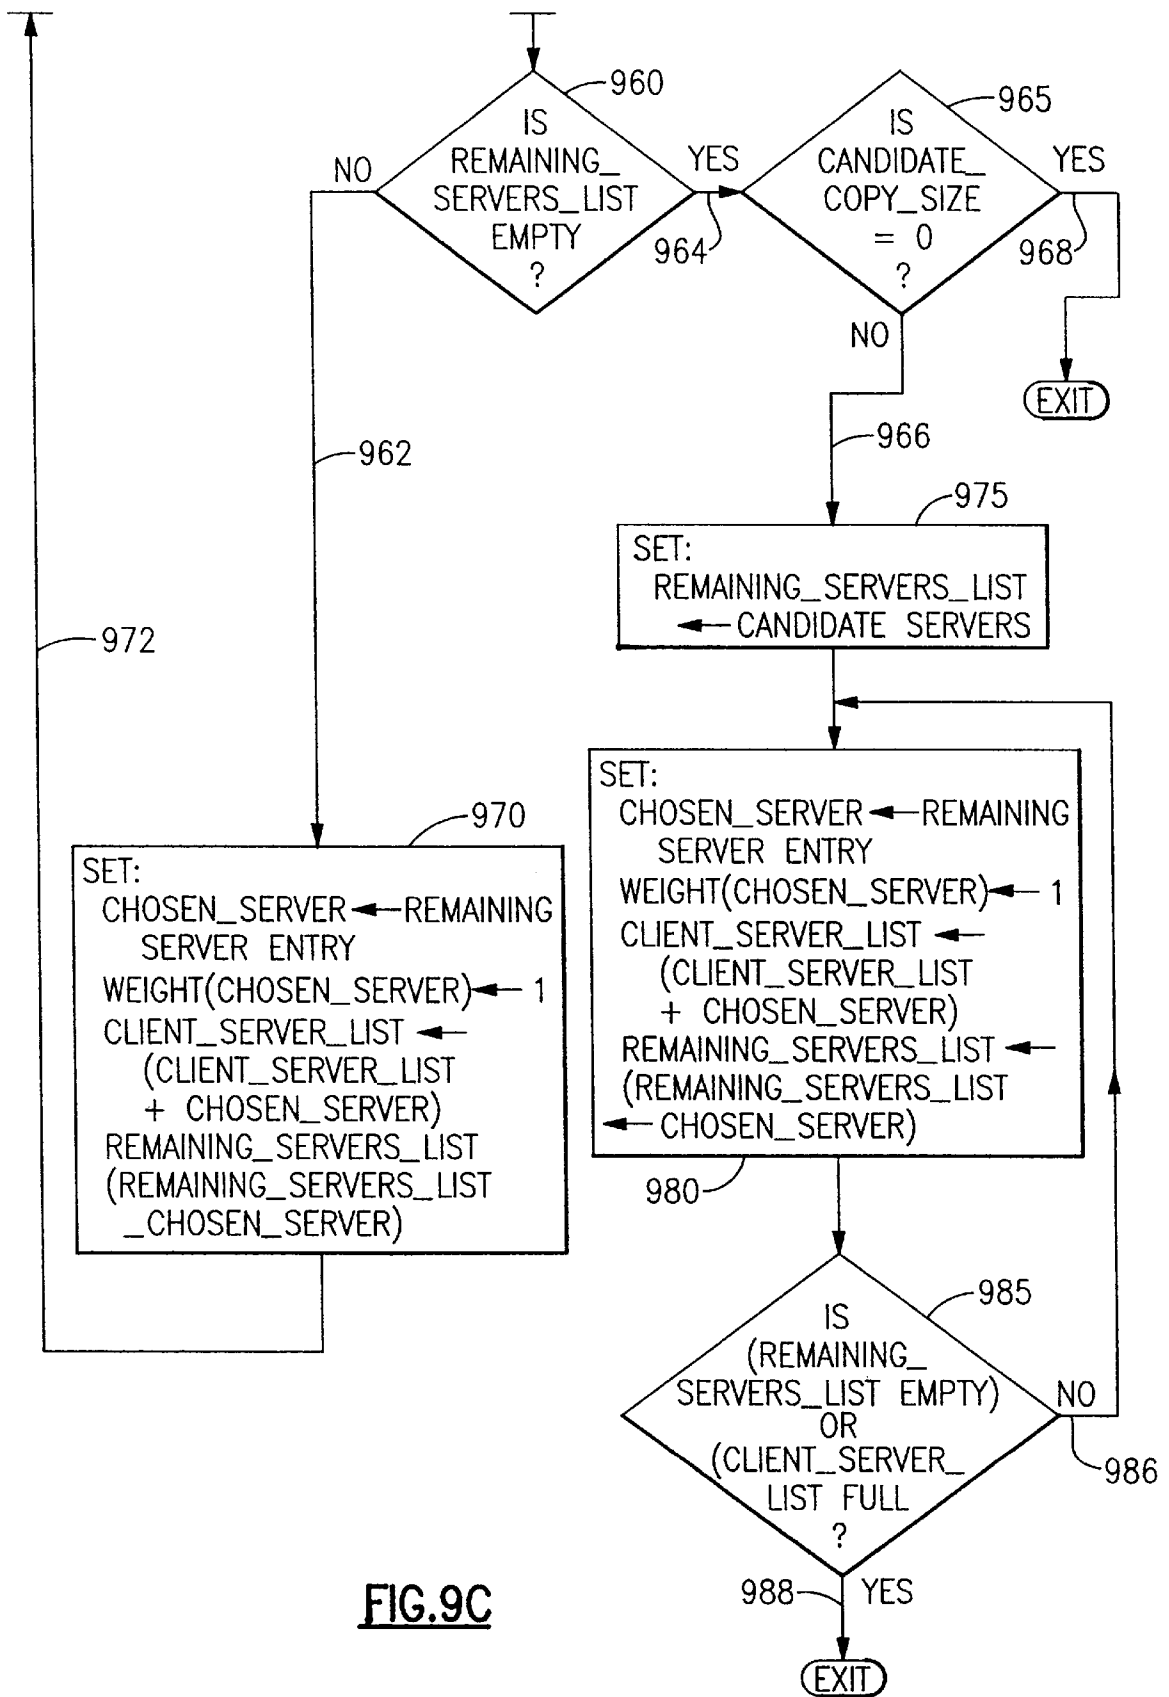 960
IS
REMAINING_
SERVERS_LIST
EMPTY
?
NO
YES
964
965
IS
CANDIDATE_
COPY_SIZE
= 0
?
YES
968
NO
EXIT
962
966
975
SET:
REMAINING_SERVERS_LIST
← CANDIDATE SERVERS
972
970
SET:
CHOSEN_SERVER ← REMAINING
SERVER ENTRY
WEIGHT(CHOSEN_SERVER) ← 1
CLIENT_SERVER_LIST ←
(CLIENT_SERVER_LIST
+ CHOSEN_SERVER)
REMAINING_SERVERS_LIST
(REMAINING_SERVERS_LIST
_CHOSEN_SERVER)
SET:
CHOSEN_SERVER ← REMAINING
SERVER ENTRY
WEIGHT(CHOSEN_SERVER) ← 1
CLIENT_SERVER_LIST ←
(CLIENT_SERVER_LIST
+ CHOSEN_SERVER)
REMAINING_SERVERS_LIST ←
(REMAINING_SERVERS_LIST
← CHOSEN_SERVER)
980
985
IS
(REMAINING_
SERVERS_LIST EMPTY)
OR
(CLIENT_SERVER_
LIST FULL
?
NO
986
988
YES
EXIT
FIG.9C